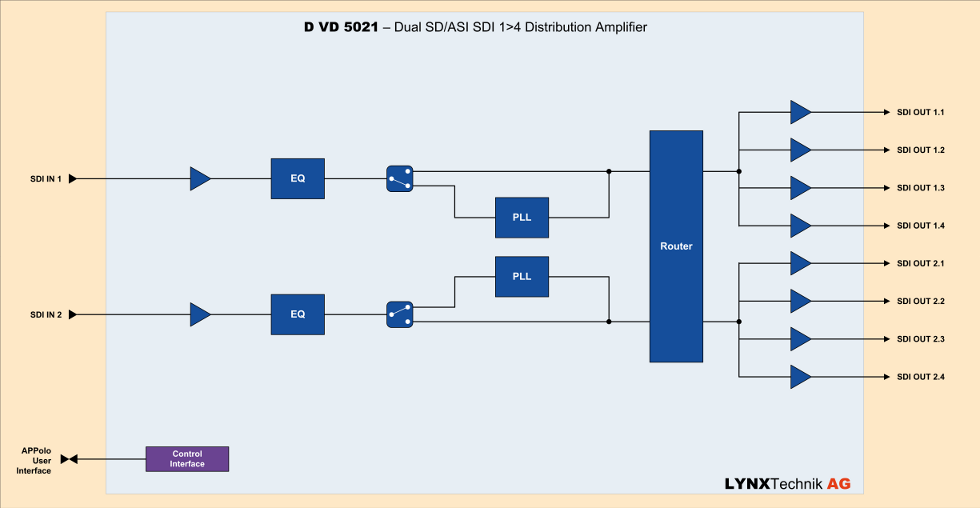 D VD 5021 – Dual SD/ASI SDI 1>4 Distribution Amplifier
SDI IN 1
EQ
PLL
PLL
SDI IN 2
EQ
Router
SDI OUT 1.1
SDI OUT 1.2
SDI OUT 1.3
SDI OUT 1.4
SDI OUT 2.1
SDI OUT 2.2
SDI OUT 2.3
SDI OUT 2.4
APPolo
User
Interface
Control
Interface
LYNXTechnik AG